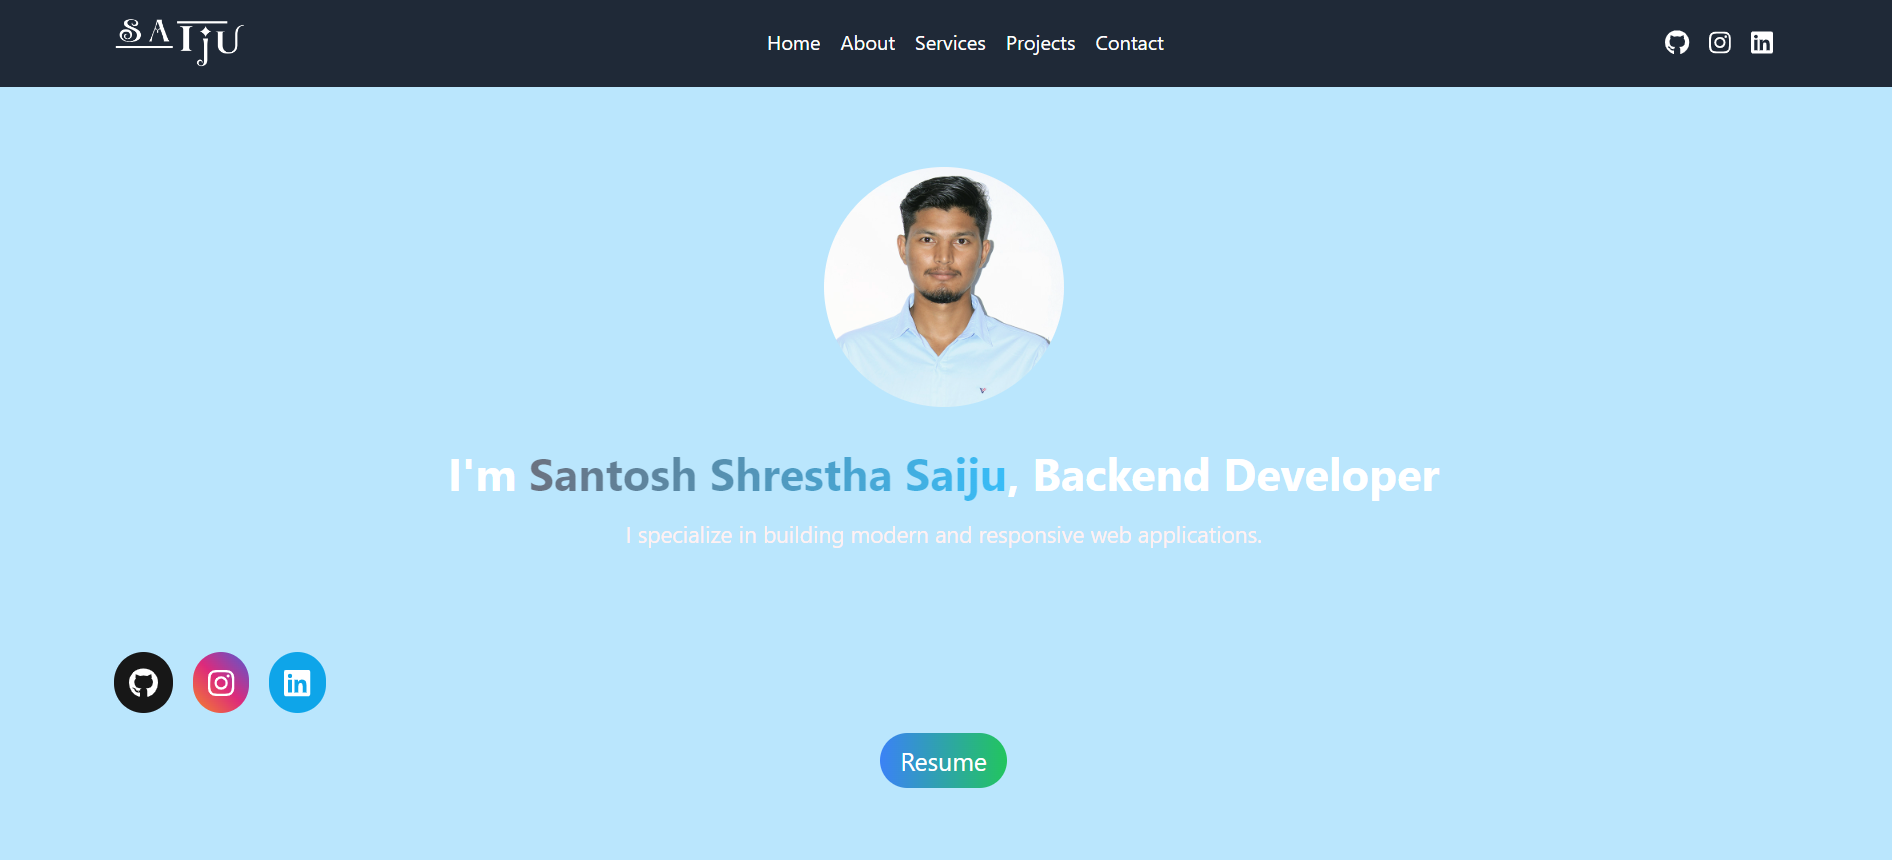 SAIJU
Home About Services Projects Contact
I'm Santosh Shrestha Saiju, Backend Developer
I specialize in building modern and responsive web applications.
in
Resume